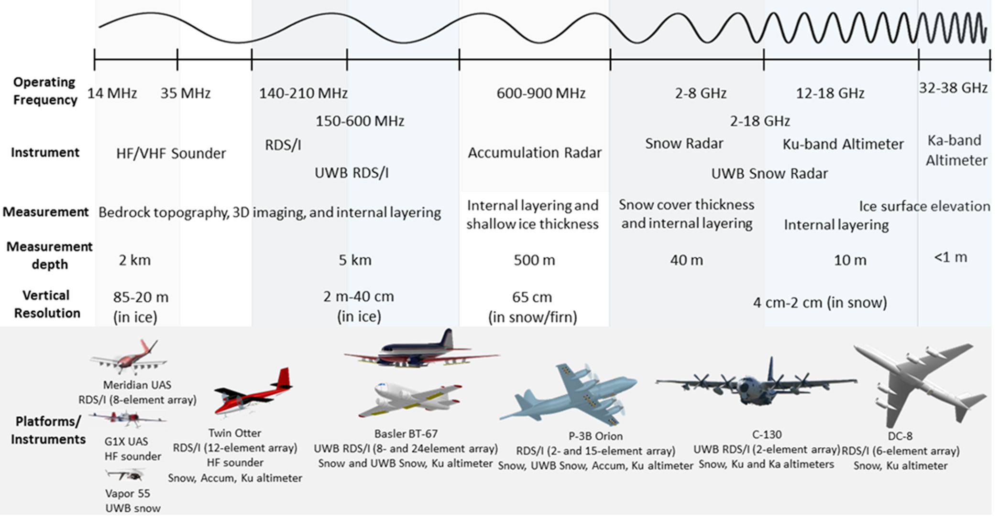 Operating
Frequency
14 MHz
35 MHz
140-210 MHz
600-900 MHz
2-8 GHz
12-18 GHz
32-38 GHz
150-600 MHz
2-18 GHz
Instrument
HF/VHF Sounder
RDS/I
UWB RDS/I
Accumulation Radar
Snow Radar
Ku-band Altimeter
UWB Snow Radar
Ka-band
Altimeter
Measurement
Bedrock topography, 3D imaging, and internal layering
Internal layering and
shallow ice thickness
Snow cover thickness
and internal layering
Ice surface elevation
Internal layering
Measurement
depth
2 km
5 km
500 m
40 m
10 m
<1 m
Vertical
Resolution
85-20 m
(in ice)
2 m-40 cm
(in ice)
65 cm
(in snow/firn)
4 cm-2 cm (in snow)
Platforms/
Instruments
Meridian UAS
RDS/I (8-element array)
G1X UAS
HF sounder
Vapor 55
UWB snow
Twin Otter
RDS/I (12-element array)
HF sounder
Snow, Accum, Ku altimeter
Basler BT-67
UWB RDS/I (8- and 24element array)
Snow and UWB Snow, Ku altimeter
P-3B Orion
RDS/I (2- and 15-element array)
Snow, UWB Snow, Accum, Ku altimeter
C-130
UWB RDS/I (2-element array)
Snow, Ku and Ka altimeters
DC-8
RDS/I (6-element array)
Snow, Ku altimeter